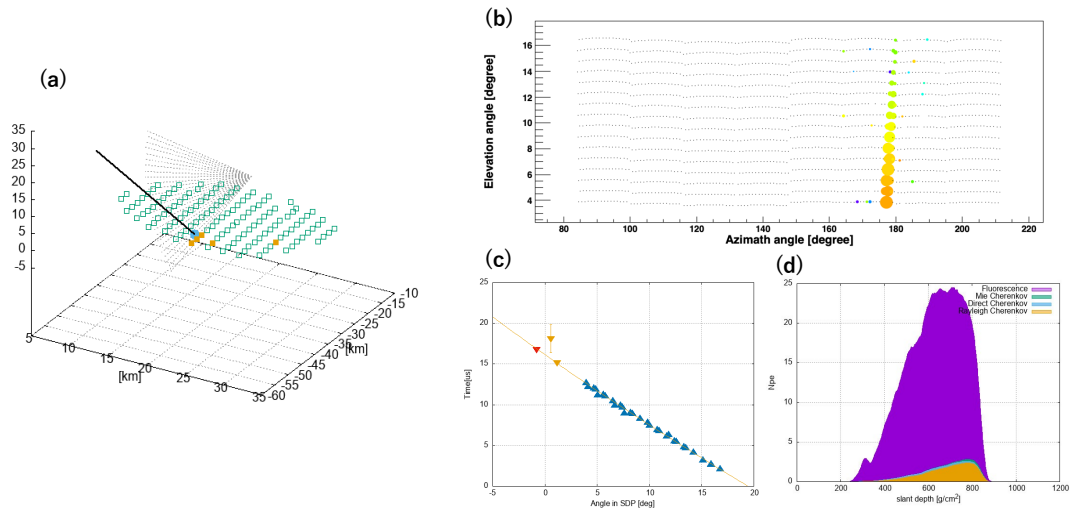 (a)
35
30
25
20
15
10
5
0
-5
5
10
15
20
25
30
35
[km]
-60
-55
-50
-45
-40
-35
-30
-25
-20
-15
-10
[km]
(b)
Elevation angle [degree]
16
14
12
10
8
6
4
80 100 120 140 160 180 200 220
Azimath angle [degree]
(c)
Time[us]
25
20
15
10
5
0
-5 0 5 10 15 20
Angle in SDP [deg]
(d)
Npe
25
20
15
10
5
0
Fluorescence
Mie Cherenkov
Direct Cherenkov
Rayleigh Cherenkov
0 200 400 600 800 1000 1200
slant depth [g/cm²]